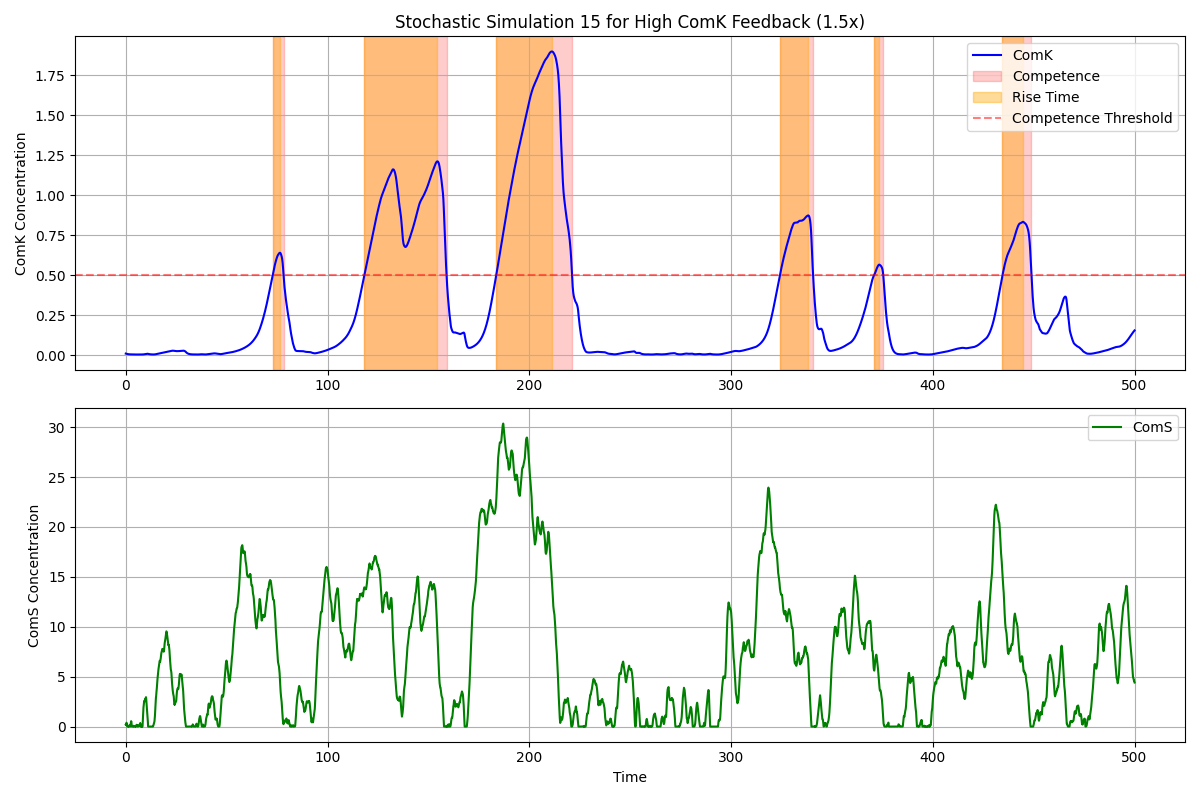 Stochastic Simulation 15 for High ComK Feedback (1.5x)
ComK Concentration
1.75
1.50
1.25
1.00
0.75
0.50
0.25
0.00
ComK
Competence
Rise Time
Competence Threshold
0 100 200 300 400 500
ComS Concentration
30
25
20
15
10
5
0
ComS
0 100 200 300 400 500
Time